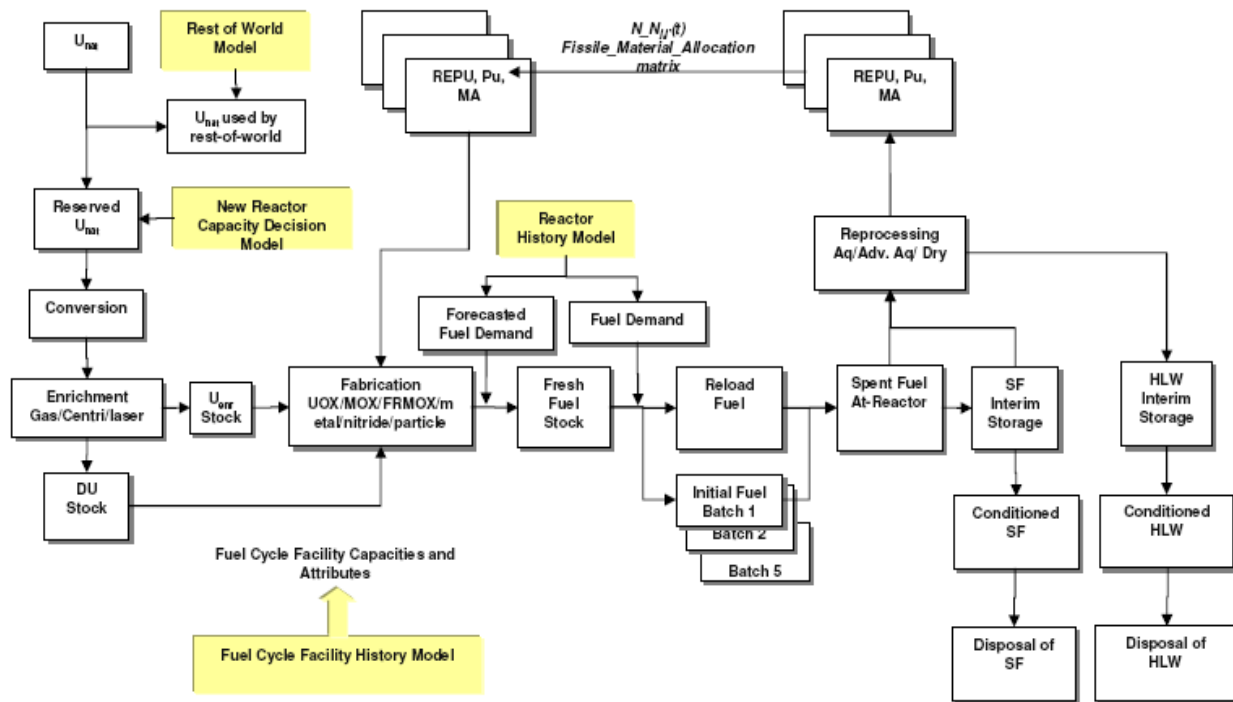 U_nat
Rest of World
Model
U_nat used by
rest-of-world
N_N_i,i'(t)
Fissile_Material_Allocation
matrix
REPU, Pu,
MA
REPU, Pu,
MA
Reserved
U_nat
New Reactor
Capacity Decision
Model
Reactor
History Model
Reprocessing
Aq/Adv. Aq/ Dry
Conversion
Forecasted
Fuel Demand
Fuel Demand
Enrichment
Gas/Centri/laser
U_enr
Stock
Fabrication
UOX/MOX/FRMOX/m
etal/nitride/particle
Fresh
Fuel
Stock
Reload
Fuel
Spent Fuel
At-Reactor
SF
Interim
Storage
HLW
Interim
Storage
DU
Stock
Initial Fuel
Batch 1
Batch 2
Batch 5
Conditioned
SF
Conditioned
HLW
Fuel Cycle Facility Capacities and
Attributes
Fuel Cycle Facility History Model
Disposal of
SF
Disposal of
HLW